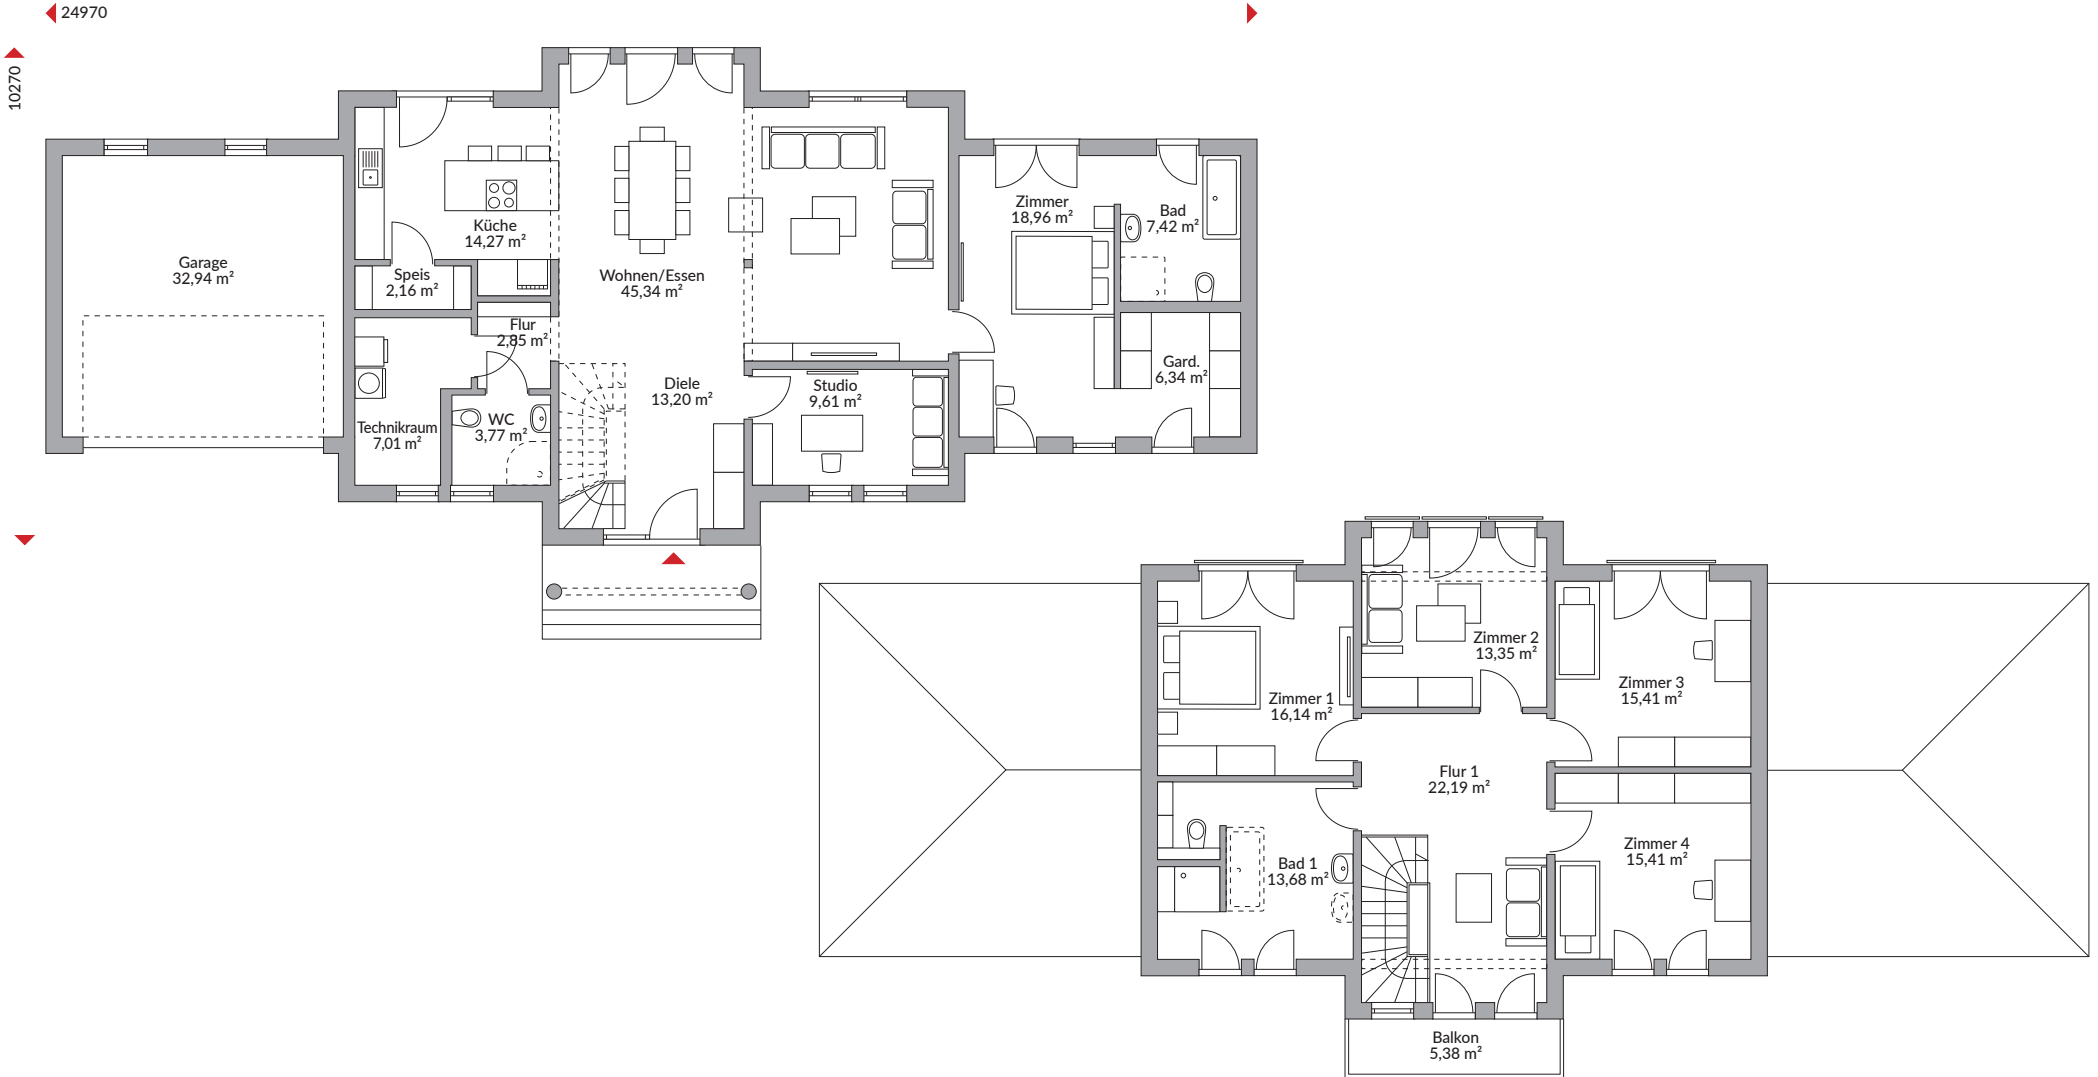 24970
10270
Küche
14,27 m²
Garage
32,94 m²
Speis
2,16 m²
Wohnen/Essen
45,34 m²
Zimmer
18,96 m²
Bad
7,42 m²
Flur
2,85 m²
Diele
13,20 m²
Studio
9,61 m²
Gard.
6,34 m²
Technikraum
7,01 m²
WC
3,77 m²
Zimmer 1
16,14 m²
Zimmer 2
13,35 m²
Zimmer 3
15,41 m²
Flur 1
22,19 m²
Bad 1
13,68 m²
Zimmer 4
15,41 m²
Balkon
5,38 m²